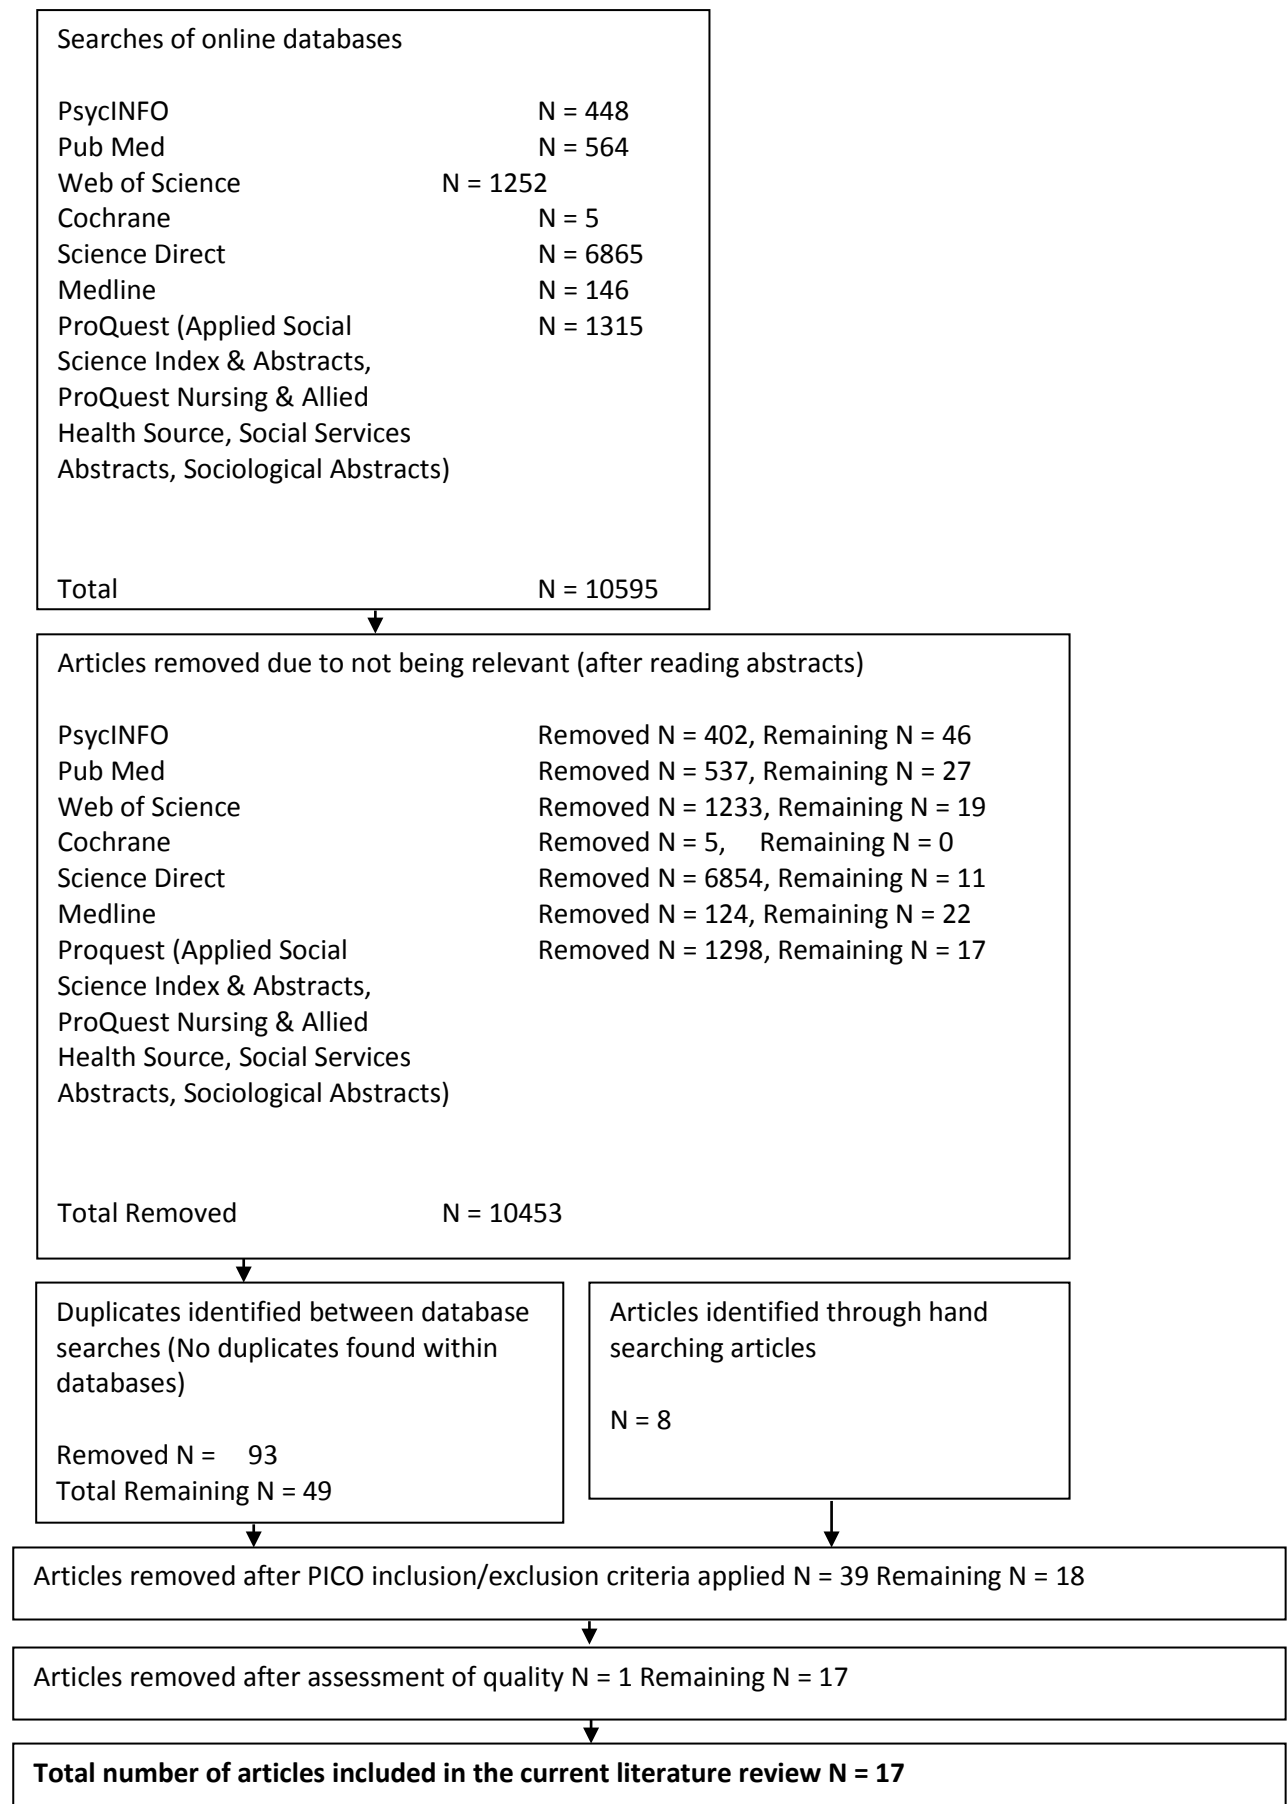 Searches of online databases
PsycINFO N = 448
Pub Med N = 564
Web of Science N = 1252
Cochrane N = 5
Science Direct N = 6865
Medline N = 146
ProQuest (Applied Social N = 1315
Science Index & Abstracts,
ProQuest Nursing & Allied
Health Source, Social Services
Abstracts, Sociological Abstracts)
Total N = 10595
Articles removed due to not being relevant (after reading abstracts)
PsycINFO Removed N = 402, Remaining N = 46
Pub Med Removed N = 537, Remaining N = 27
Web of Science Removed N = 1233, Remaining N = 19
Cochrane Removed N = 5, Remaining N = 0
Science Direct Removed N = 6854, Remaining N = 11
Medline Removed N = 124, Remaining N = 22
Proquest (Applied Social Removed N = 1298, Remaining N = 17
Science Index & Abstracts,
ProQuest Nursing & Allied
Health Source, Social Services
Abstracts, Sociological Abstracts)
Total Removed N = 10453
Duplicates identified between database
searches (No duplicates found within
databases)
Removed N = 93
Total Remaining N = 49
Articles identified through hand
searching articles
N = 8
Articles removed after PICO inclusion/exclusion criteria applied N = 39 Remaining N = 18
Articles removed after assessment of quality N = 1 Remaining N = 17
Total number of articles included in the current literature review N = 17